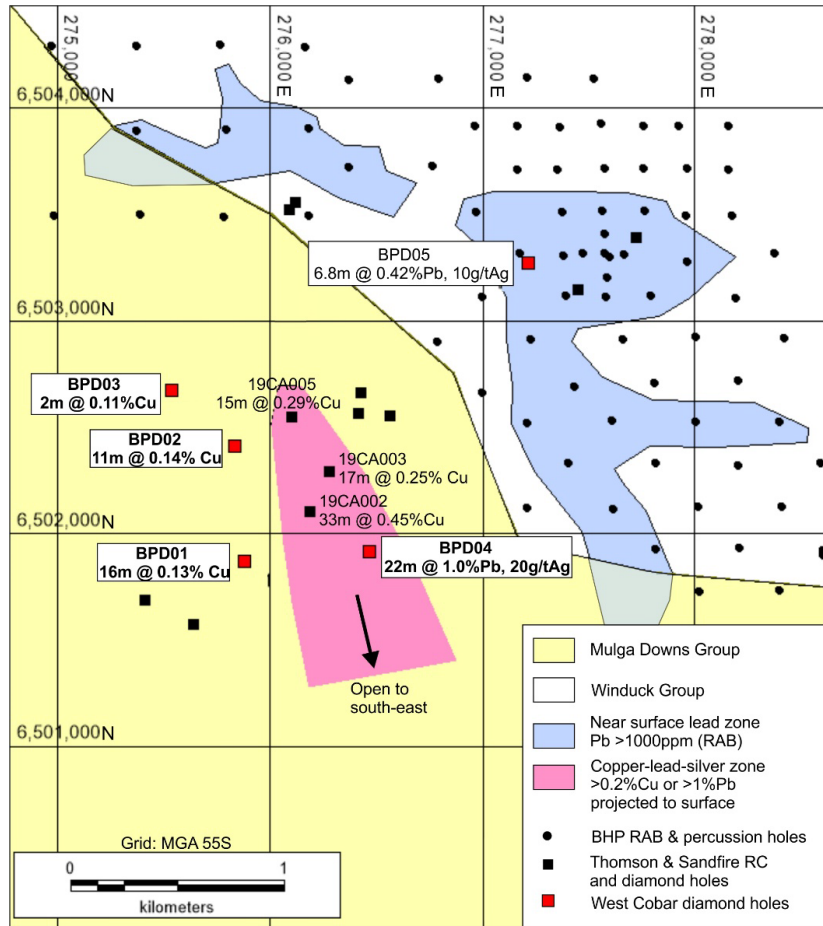 275,000E
276,000 E
277,000 E
278,000 E
6,504,000N
BPD05
6.8m @ 0.42%Pb, 10g/tAg
6,503,000N
BPD03
2m @ 0.11%Cu
19CA005
15m @ 0.29%Cu
BPD02
11m @ 0.14% Cu
19CA003
17m @ 0.25% Cu
19CA002
33m @ 0.45%Cu
6,502,000N
BPD01
16m @ 0.13% Cu
BPD04
22m @ 1.0%Pb, 20g/tAg
Open to
south-east
6,501,000N
Mulga Downs Group
Winduck Group
Near surface lead zone
Pb >1000ppm (RAB)
Copper-lead-silver zone
>0.2%Cu or >1%Pb
projected to surface
BHP RAB & percussion holes
Thomson & Sandfire RC
and diamond holes
West Cobar diamond holes
Grid: MGA 55S
0
1
kilometers